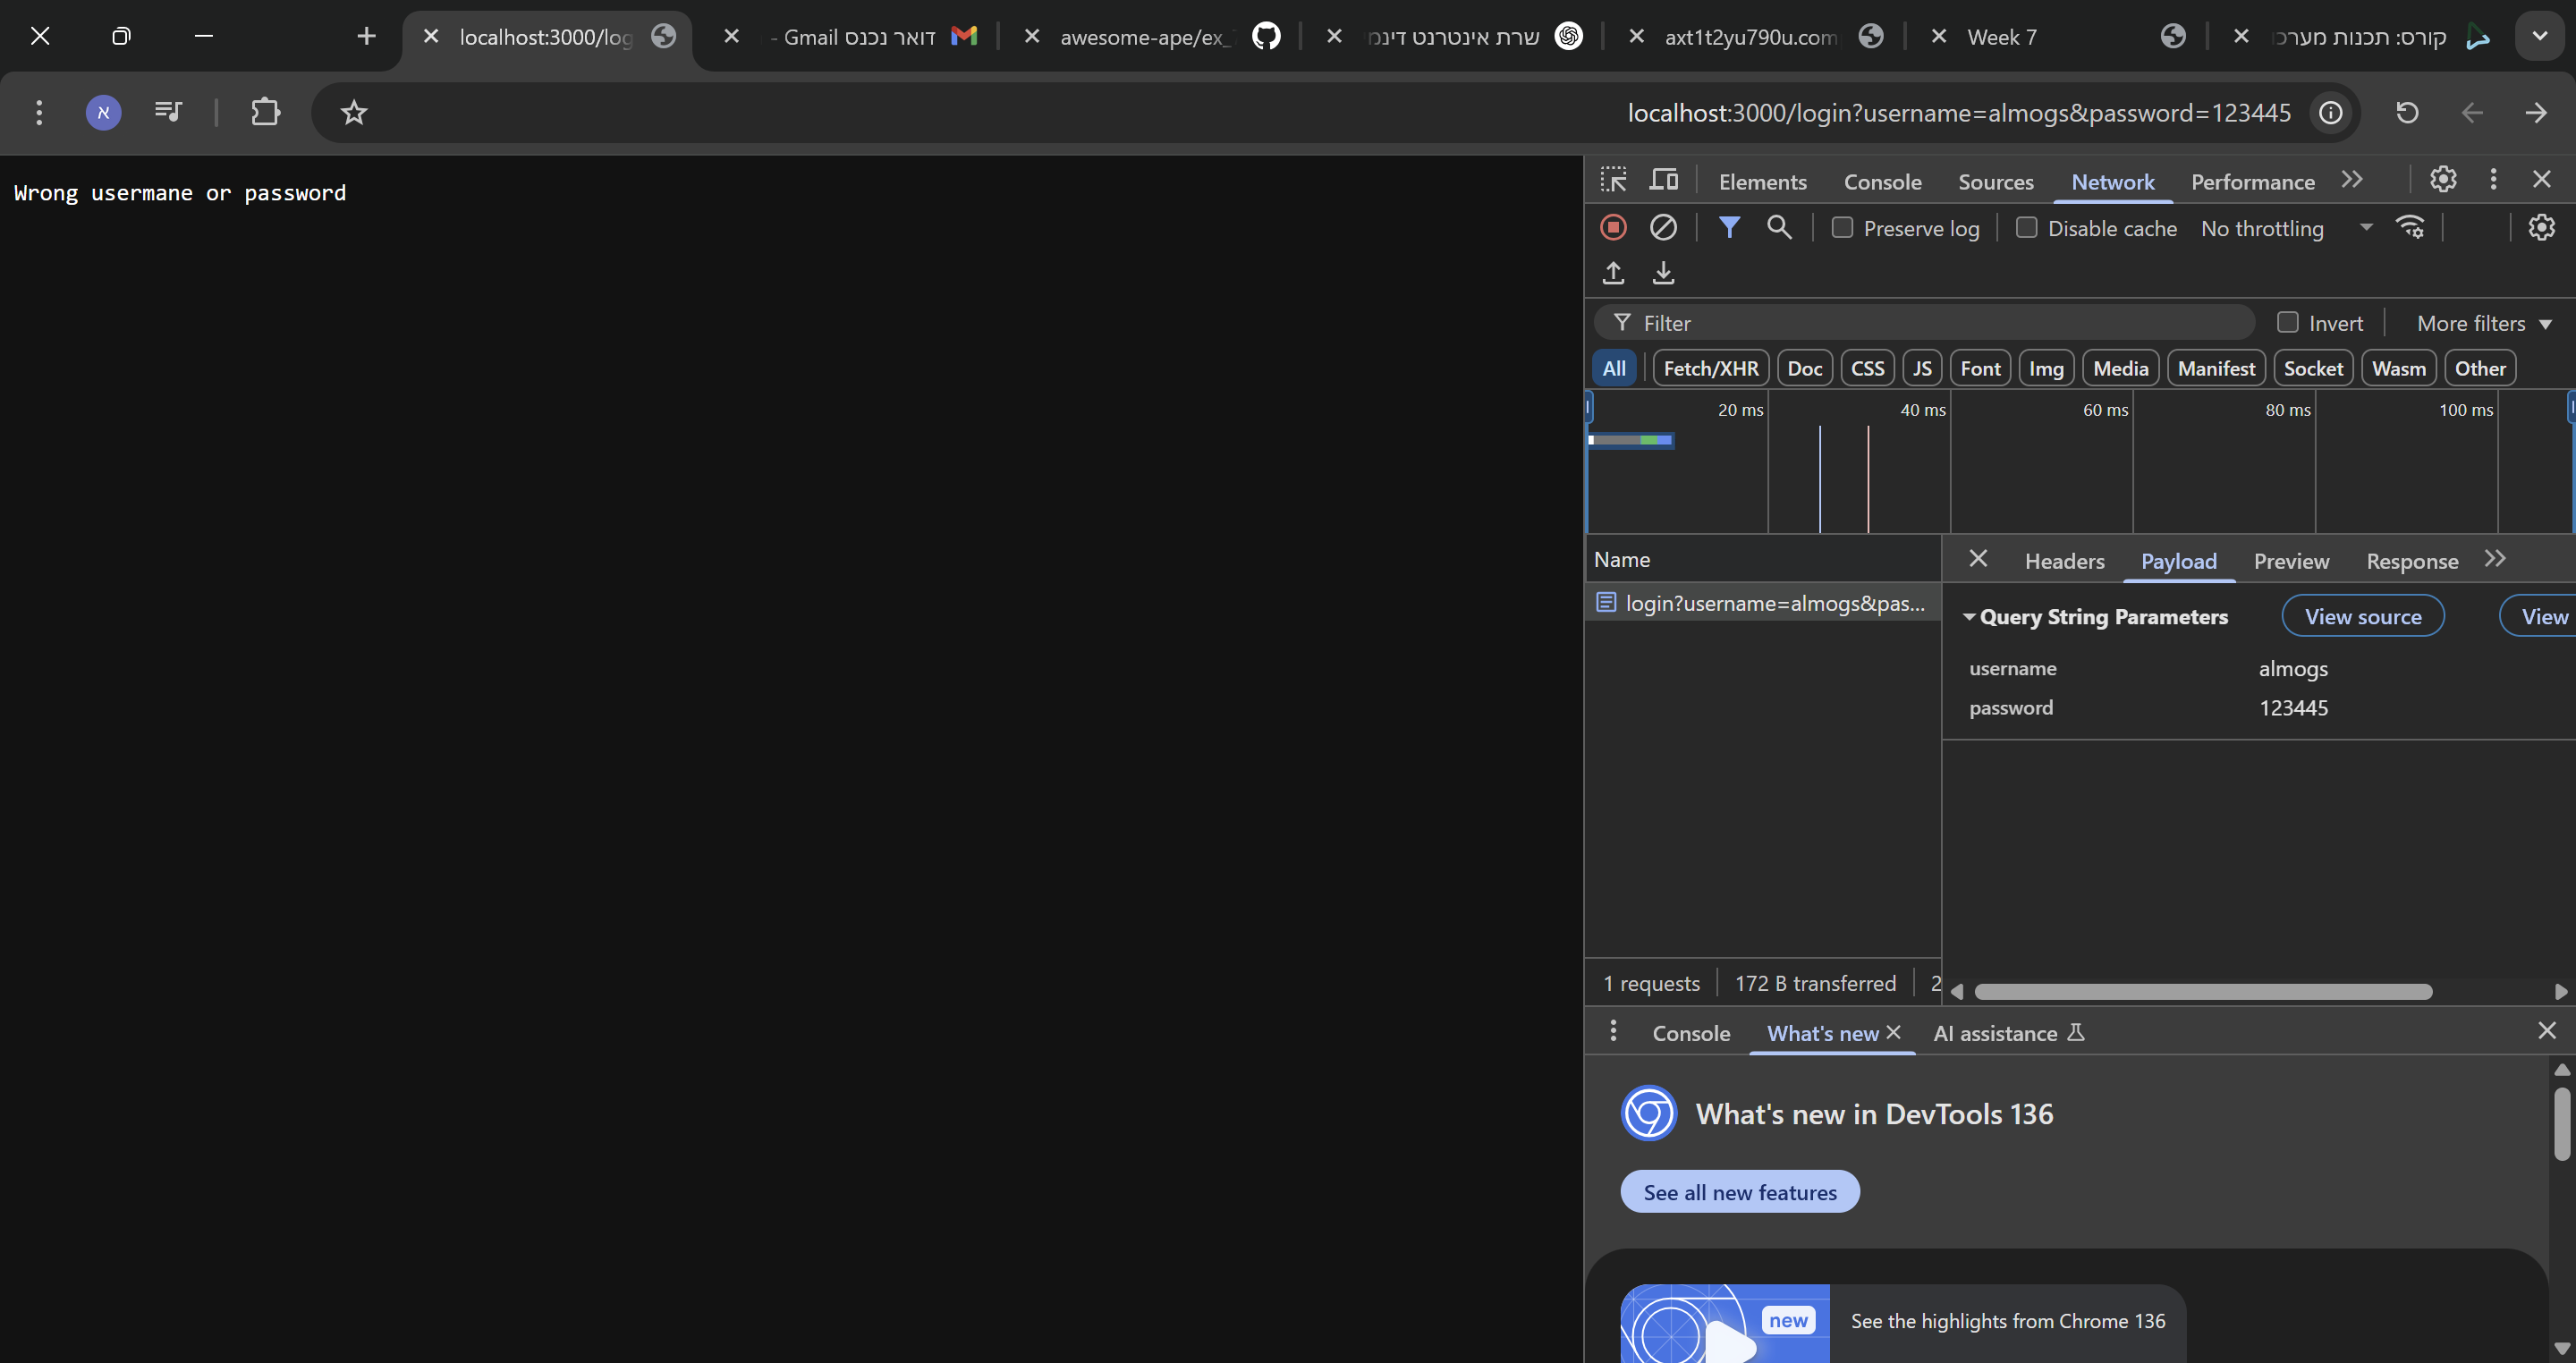 localhost:3000/log
דואר נכנס Gmail -
awesome-ape/ex_
שרת אינטרנט דינמ
axt1t2yu790u.com
Week 7
קורס: תכנות מערכו
א
localhost:3000/login?username=almogs&password=123445
Wrong usermane or password
Elements Console Sources Network Performance
Preserve log Disable cache No throttling
Filter Invert More filters
All Fetch/XHR Doc CSS JS Font Img Media Manifest Socket Wasm Other
20 ms 40 ms 60 ms 80 ms 100 ms
Name Headers Payload Preview Response
login?username=almogs&pas...
Query String Parameters View source View
username almogs
password 123445
1 requests 172 B transferred 2
Console What's new AI assistance
What's new in DevTools 136
See all new features
new
See the highlights from Chrome 136